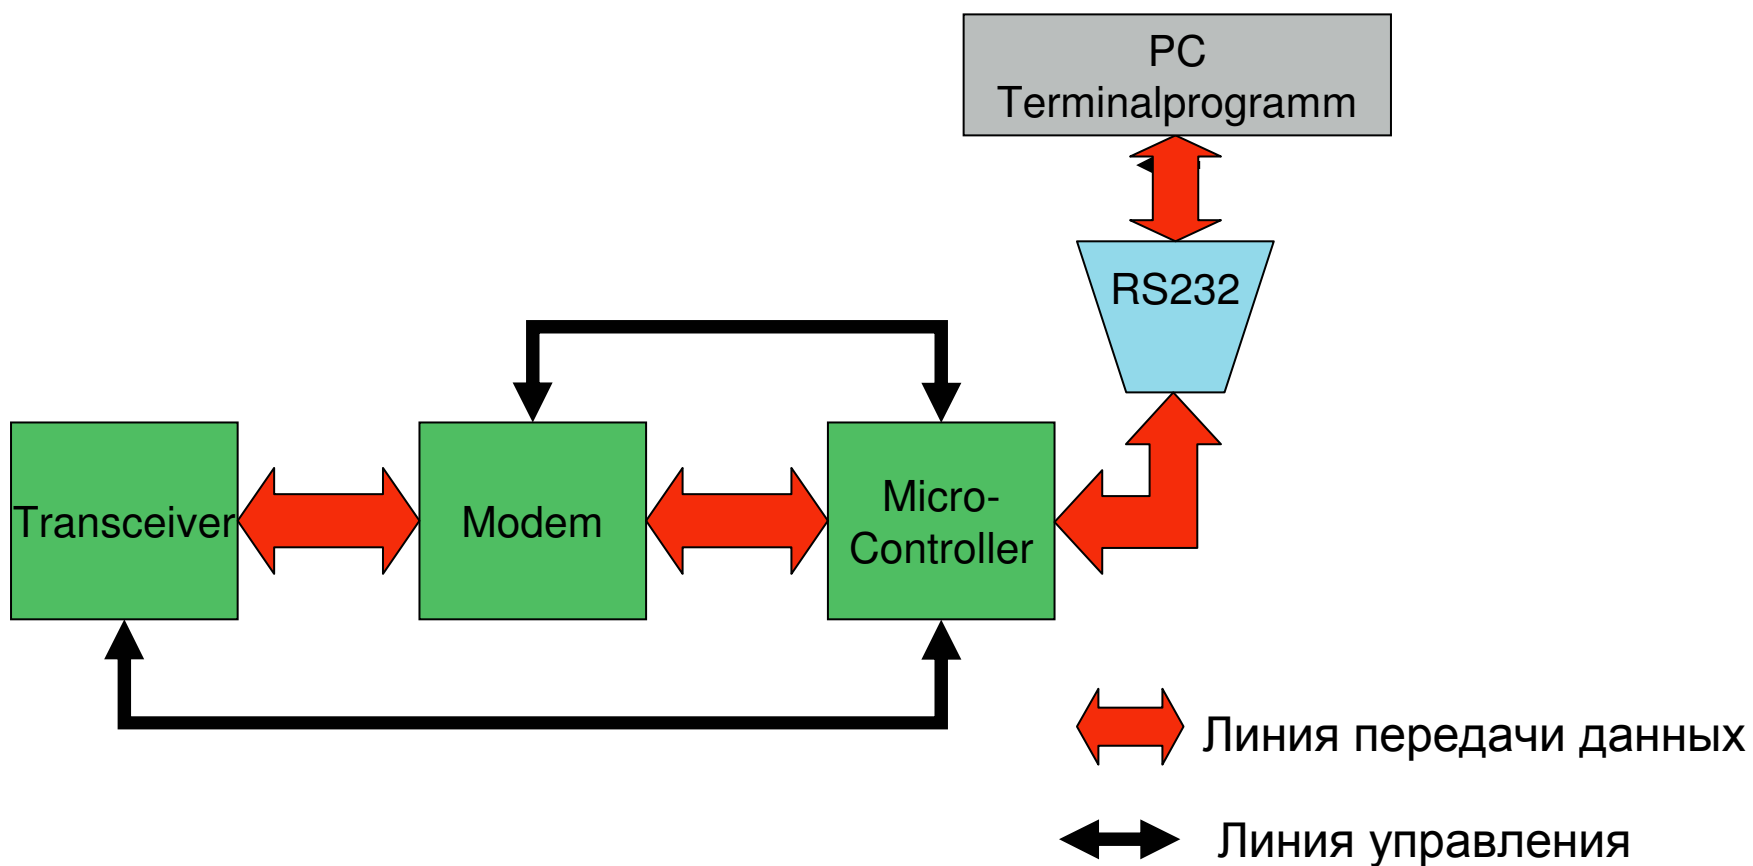 PC
Terminalprogramm
RS232
Transceiver
Modem
Micro-
Controller
Линия передачи данных
Линия управления